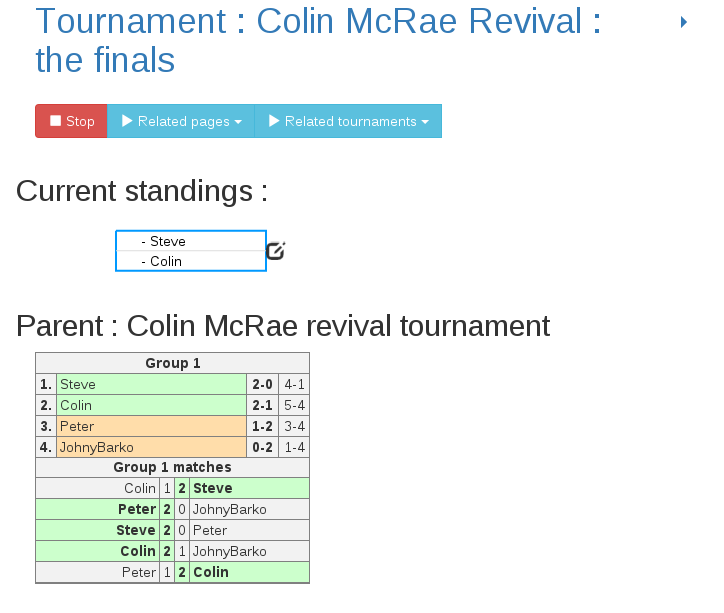 Tournament : Colin McRae Revival :
the finals
Stop Related pages Related tournaments
Current standings :
- Steve
- Colin
Parent : Colin McRae revival tournament
Group 1
1. Steve 2-0 4-1
2. Colin 2-1 5-4
3. Peter 1-2 3-4
4. JohnyBarko 0-2 1-4
Group 1 matches
Colin 1 2 Steve
Peter 2 0 JohnyBarko
Steve 2 0 Peter
Colin 2 1 JohnyBarko
Peter 1 2 Colin